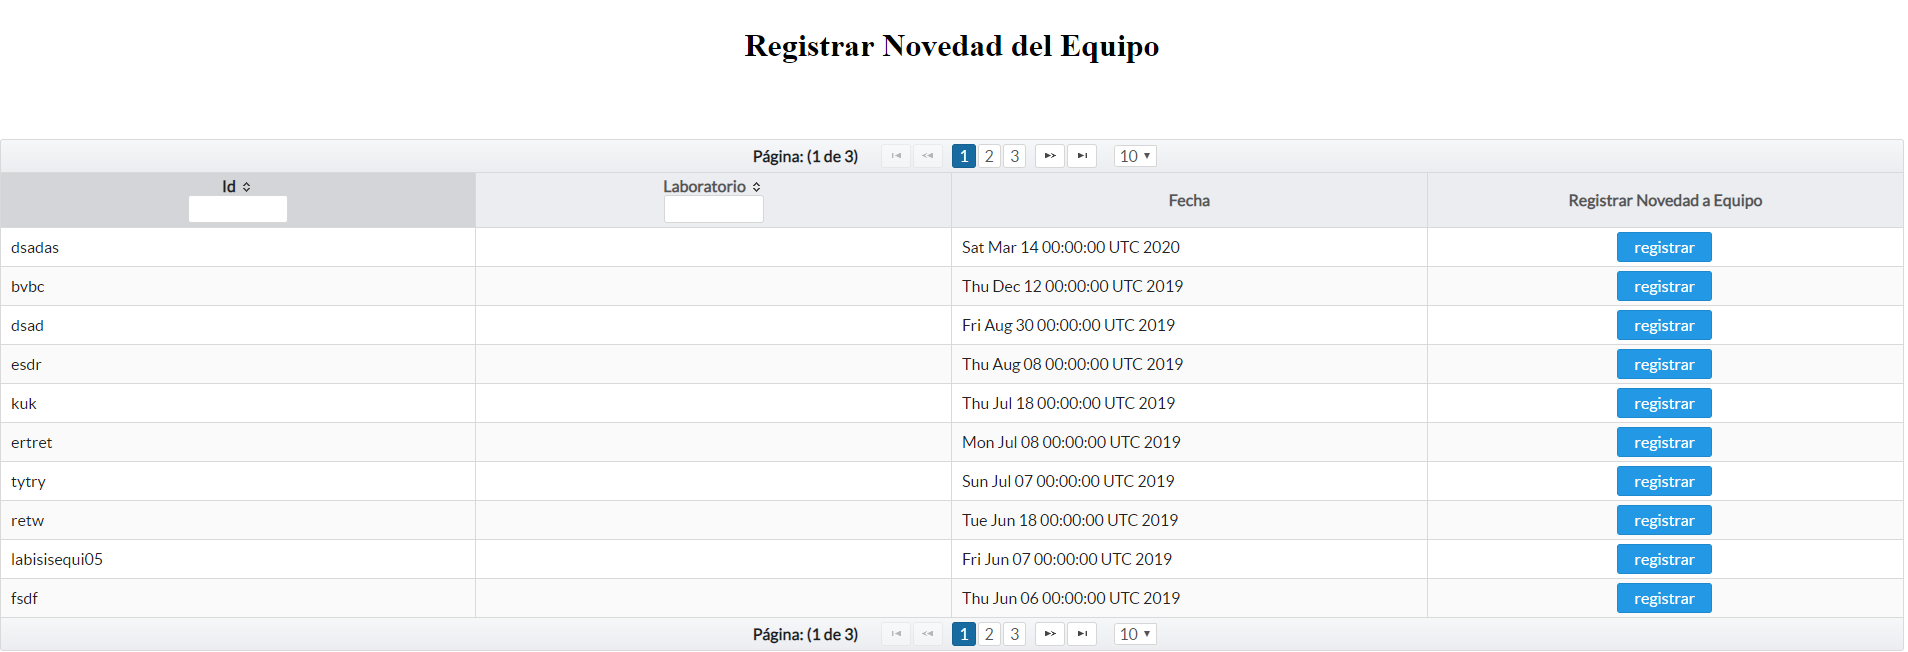 Registrar Novedad del Equipo
Página: (1 de 3) 1 2 3 10
Id Laboratorio Fecha Registrar Novedad a Equipo
dsadas Sat Mar 14 00:00:00 UTC 2020 registrar
bvbc Thu Dec 12 00:00:00 UTC 2019 registrar
dsad Fri Aug 30 00:00:00 UTC 2019 registrar
esdr Thu Aug 08 00:00:00 UTC 2019 registrar
kuk Thu Jul 18 00:00:00 UTC 2019 registrar
ertret Mon Jul 08 00:00:00 UTC 2019 registrar
tytry Sun Jul 07 00:00:00 UTC 2019 registrar
retw Tue Jun 18 00:00:00 UTC 2019 registrar
labisisequi05 Fri Jun 07 00:00:00 UTC 2019 registrar
fsdf Thu Jun 06 00:00:00 UTC 2019 registrar
Página: (1 de 3) 1 2 3 10